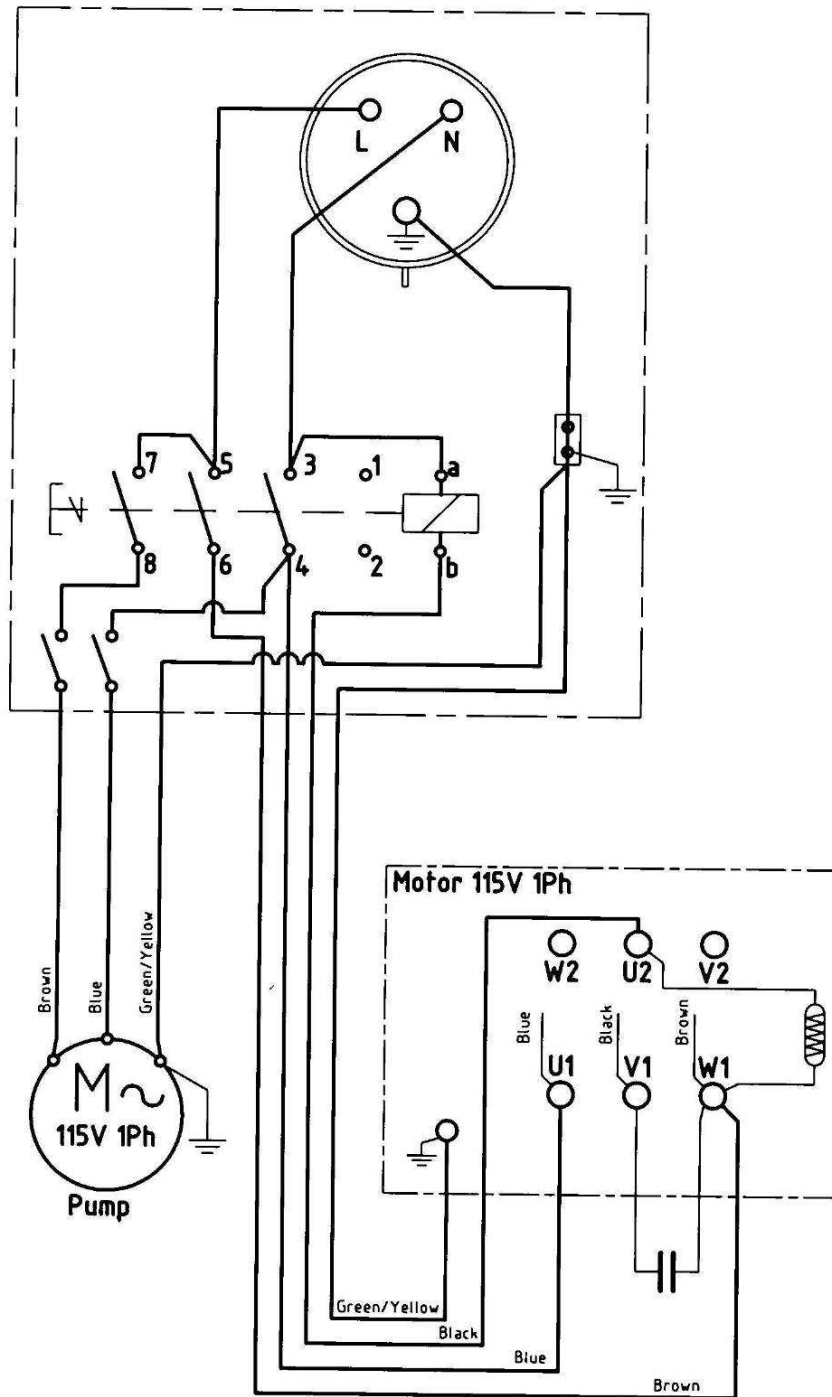 L N
7 5 3 1 a
8 6 4 2 b
Motor 115V 1Ph
W2 U2 V2
Brown
Blue
Green/Yellow
Blue
Black
Brown
U1 V1 W1
M
115V 1Ph
Pump
Green/Yellow
Black
Blue
Brown